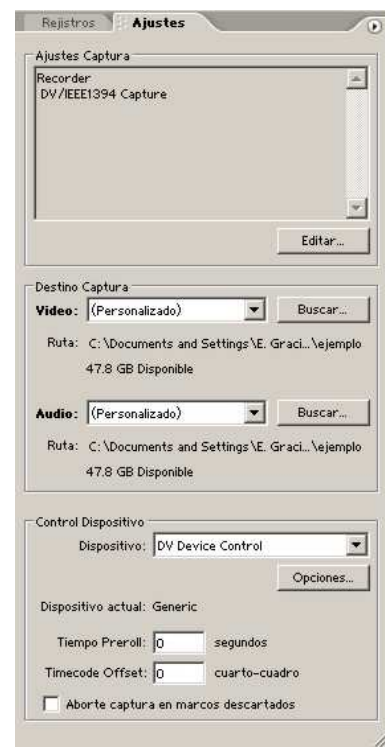 Rejistros Ajustes
Ajustes Captura
Recorder
DV/IEEE1394 Capture
Editar...
Destino Captura
Video: (Personalizado) Buscar...
Ruta: C:\Documents and Settings\E. Graci...\ejemplo
47.8 GB Disponible
Audio: (Personalizado) Buscar...
Ruta: C:\Documents and Settings\E. Graci...\ejemplo
47.8 GB Disponible
Control Dispositivo
Dispositivo: DV Device Control
Opciones...
Dispositivo actual: Generic
Tiempo Preroll: 0 segundos
Timecode Offset: 0 cuarto-cuadro
Aborte captura en marcos descartados